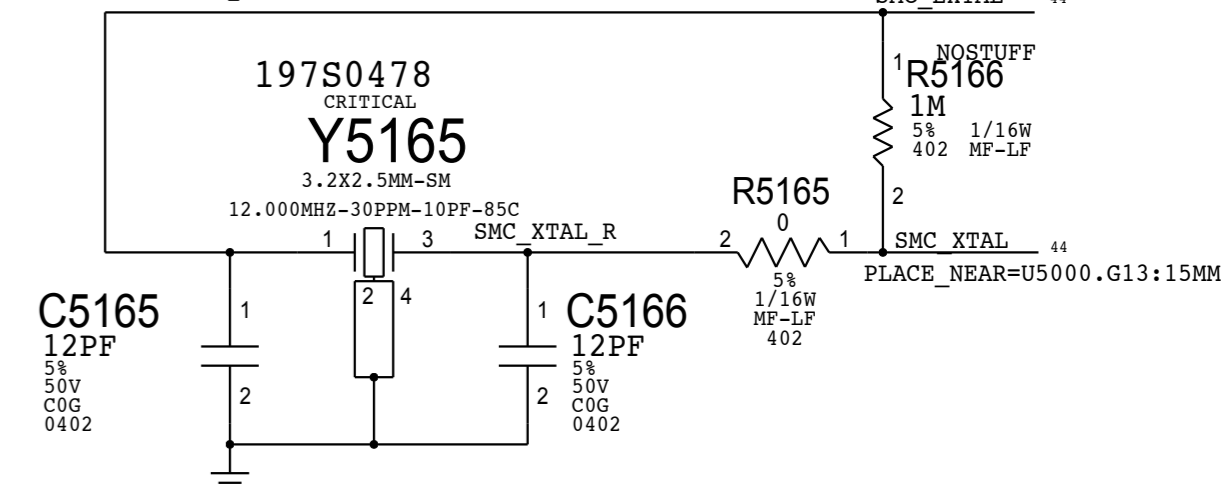 44
NOSTUFF
1
R5166
1M
5% 1/16W
402 MF-LF
2
197S0478
CRITICAL
Y5165
3.2X2.5MM-SM
12.000MHZ-30PPM-10PF-85C
1
3
SMC_XTAL_R
R5165
0
2
1
5%
1/16W
MF-LF
402
SMC_XTAL
44
PLACE_NEAR=U5000.G13:15MM
2
4
C5165
12PF
5%
50V
C0G
0402
1
2
C5166
12PF
5%
50V
C0G
0402
1
2